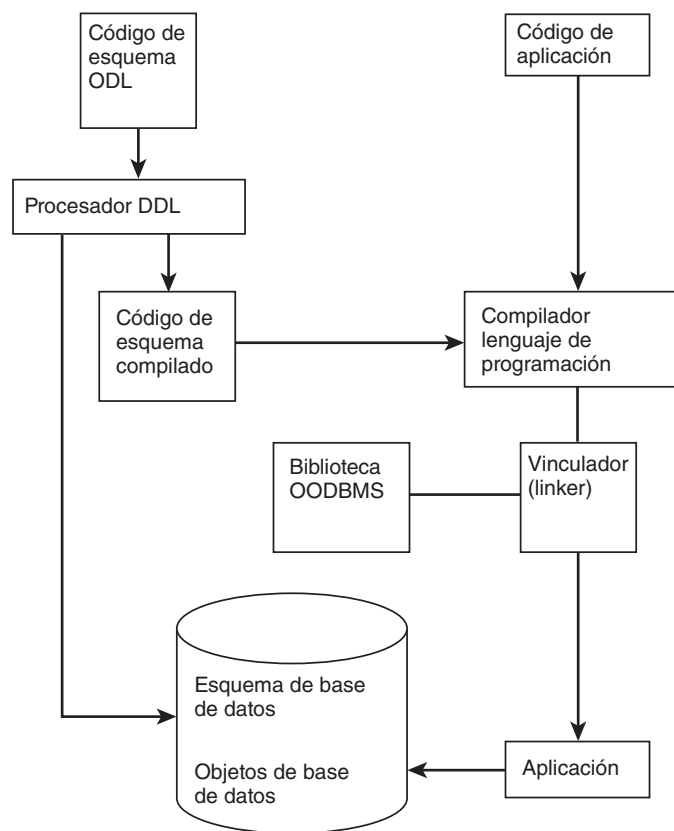 Código de
esquema
ODL
Código de
aplicación
Procesador DDL
Código de
esquema
compilado
Compilador
lenguaje de
programación
Biblioteca
OODBMS
Vinculador
(linker)
Esquema de base
de datos
Objetos de base
de datos
Aplicación